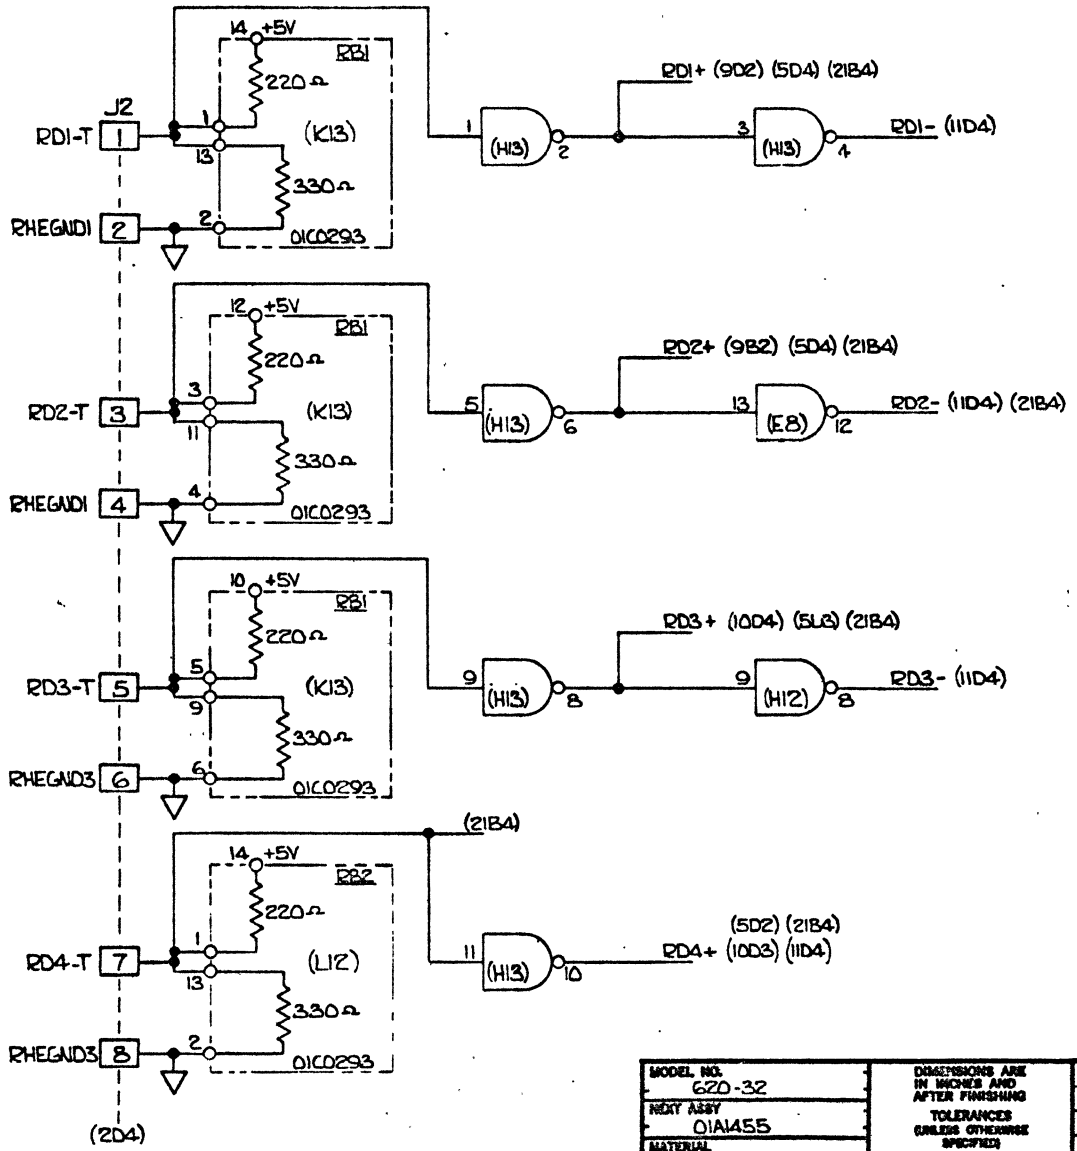 14 +5V
RB1
RD1+ (9D2) (5D4) (21B4)
220Ω
J2
1
RD1-T 1
(K13)
1 (H13) 2
3 (H13) 4
RD1- (11D4)
13
330Ω
RHEGND1 2
2
01C0293
12 +5V
RB1
RD2+ (9B2) (5D4) (21B4)
220Ω
3
RD2-T 3
(K13)
5 (H13) 6
13 (E8) 12
RD2- (11D4) (21B4)
11
330Ω
RHEGND1 4
4
01C0293
10 +5V
RB1
RD3+ (10D4) (5L3) (21B4)
220Ω
5
RD3-T 5
(K13)
9 (H13) 8
9 (H12) 8
RD3- (11D4)
9
330Ω
RHEGND3 6
6
01C0293
(21B4)
14 +5V
RB2
220Ω
(5D2) (21B4)
1
RD4-T 7
(L12)
11 (H13) 10
RD4+ (10D3) (11D4)
13
330Ω
RHEGND3 8
2
01C0293
(2D4)
MODEL NO.
620-32
NEXT ASSY
01A1455
MATERIAL
DIMENSIONS ARE
IN INCHES AND
AFTER FINISHING
TOLERANCES
(UNLESS OTHERWISE
SPECIFIED)